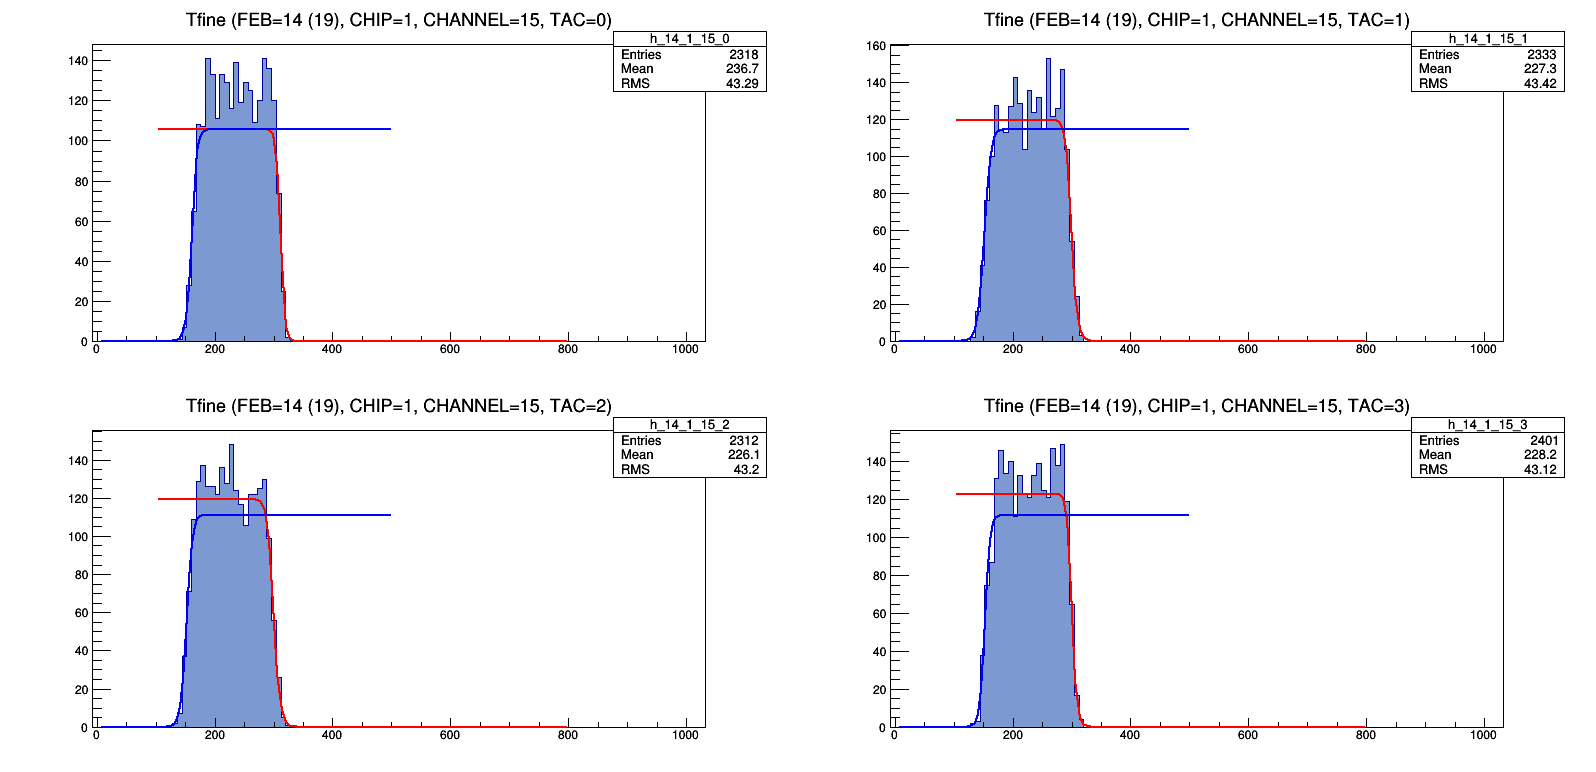 Tfine (FEB=14 (19), CHIP=1, CHANNEL=15, TAC=0)
h_14_1_15_0
Entries 2318
Mean 236.7
RMS 43.29
140
120
100
80
60
40
20
0
0 200 400 600 800 1000
Tfine (FEB=14 (19), CHIP=1, CHANNEL=15, TAC=1)
h_14_1_15_1
Entries 2333
Mean 227.3
RMS 43.42
160
140
120
100
80
60
40
20
0
0 200 400 600 800 1000
Tfine (FEB=14 (19), CHIP=1, CHANNEL=15, TAC=2)
h_14_1_15_2
Entries 2312
Mean 226.1
RMS 43.2
140
120
100
80
60
40
20
0
0 200 400 600 800 1000
Tfine (FEB=14 (19), CHIP=1, CHANNEL=15, TAC=3)
h_14_1_15_3
Entries 2401
Mean 228.2
RMS 43.12
140
120
100
80
60
40
20
0
0 200 400 600 800 1000